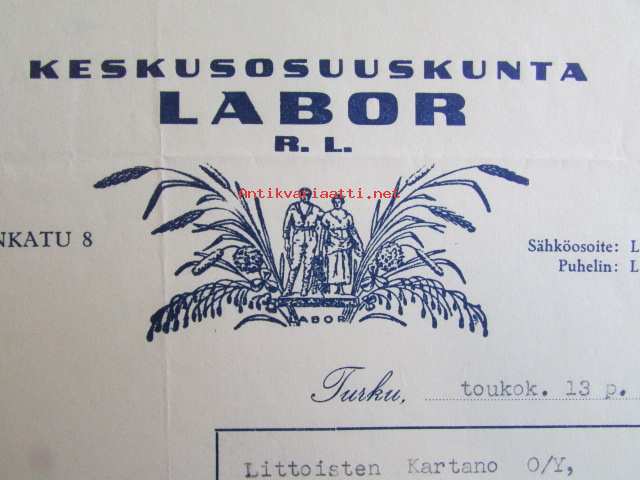 KESKUSOSUUSKUNTA
LABOR
R. L.
Antikvariaatti.net
NKATU 8
Sähköosoite: L
Puhelin: L
LABOR
Turku, toukok. 13 p.
Littoisten Kartano O/Y,